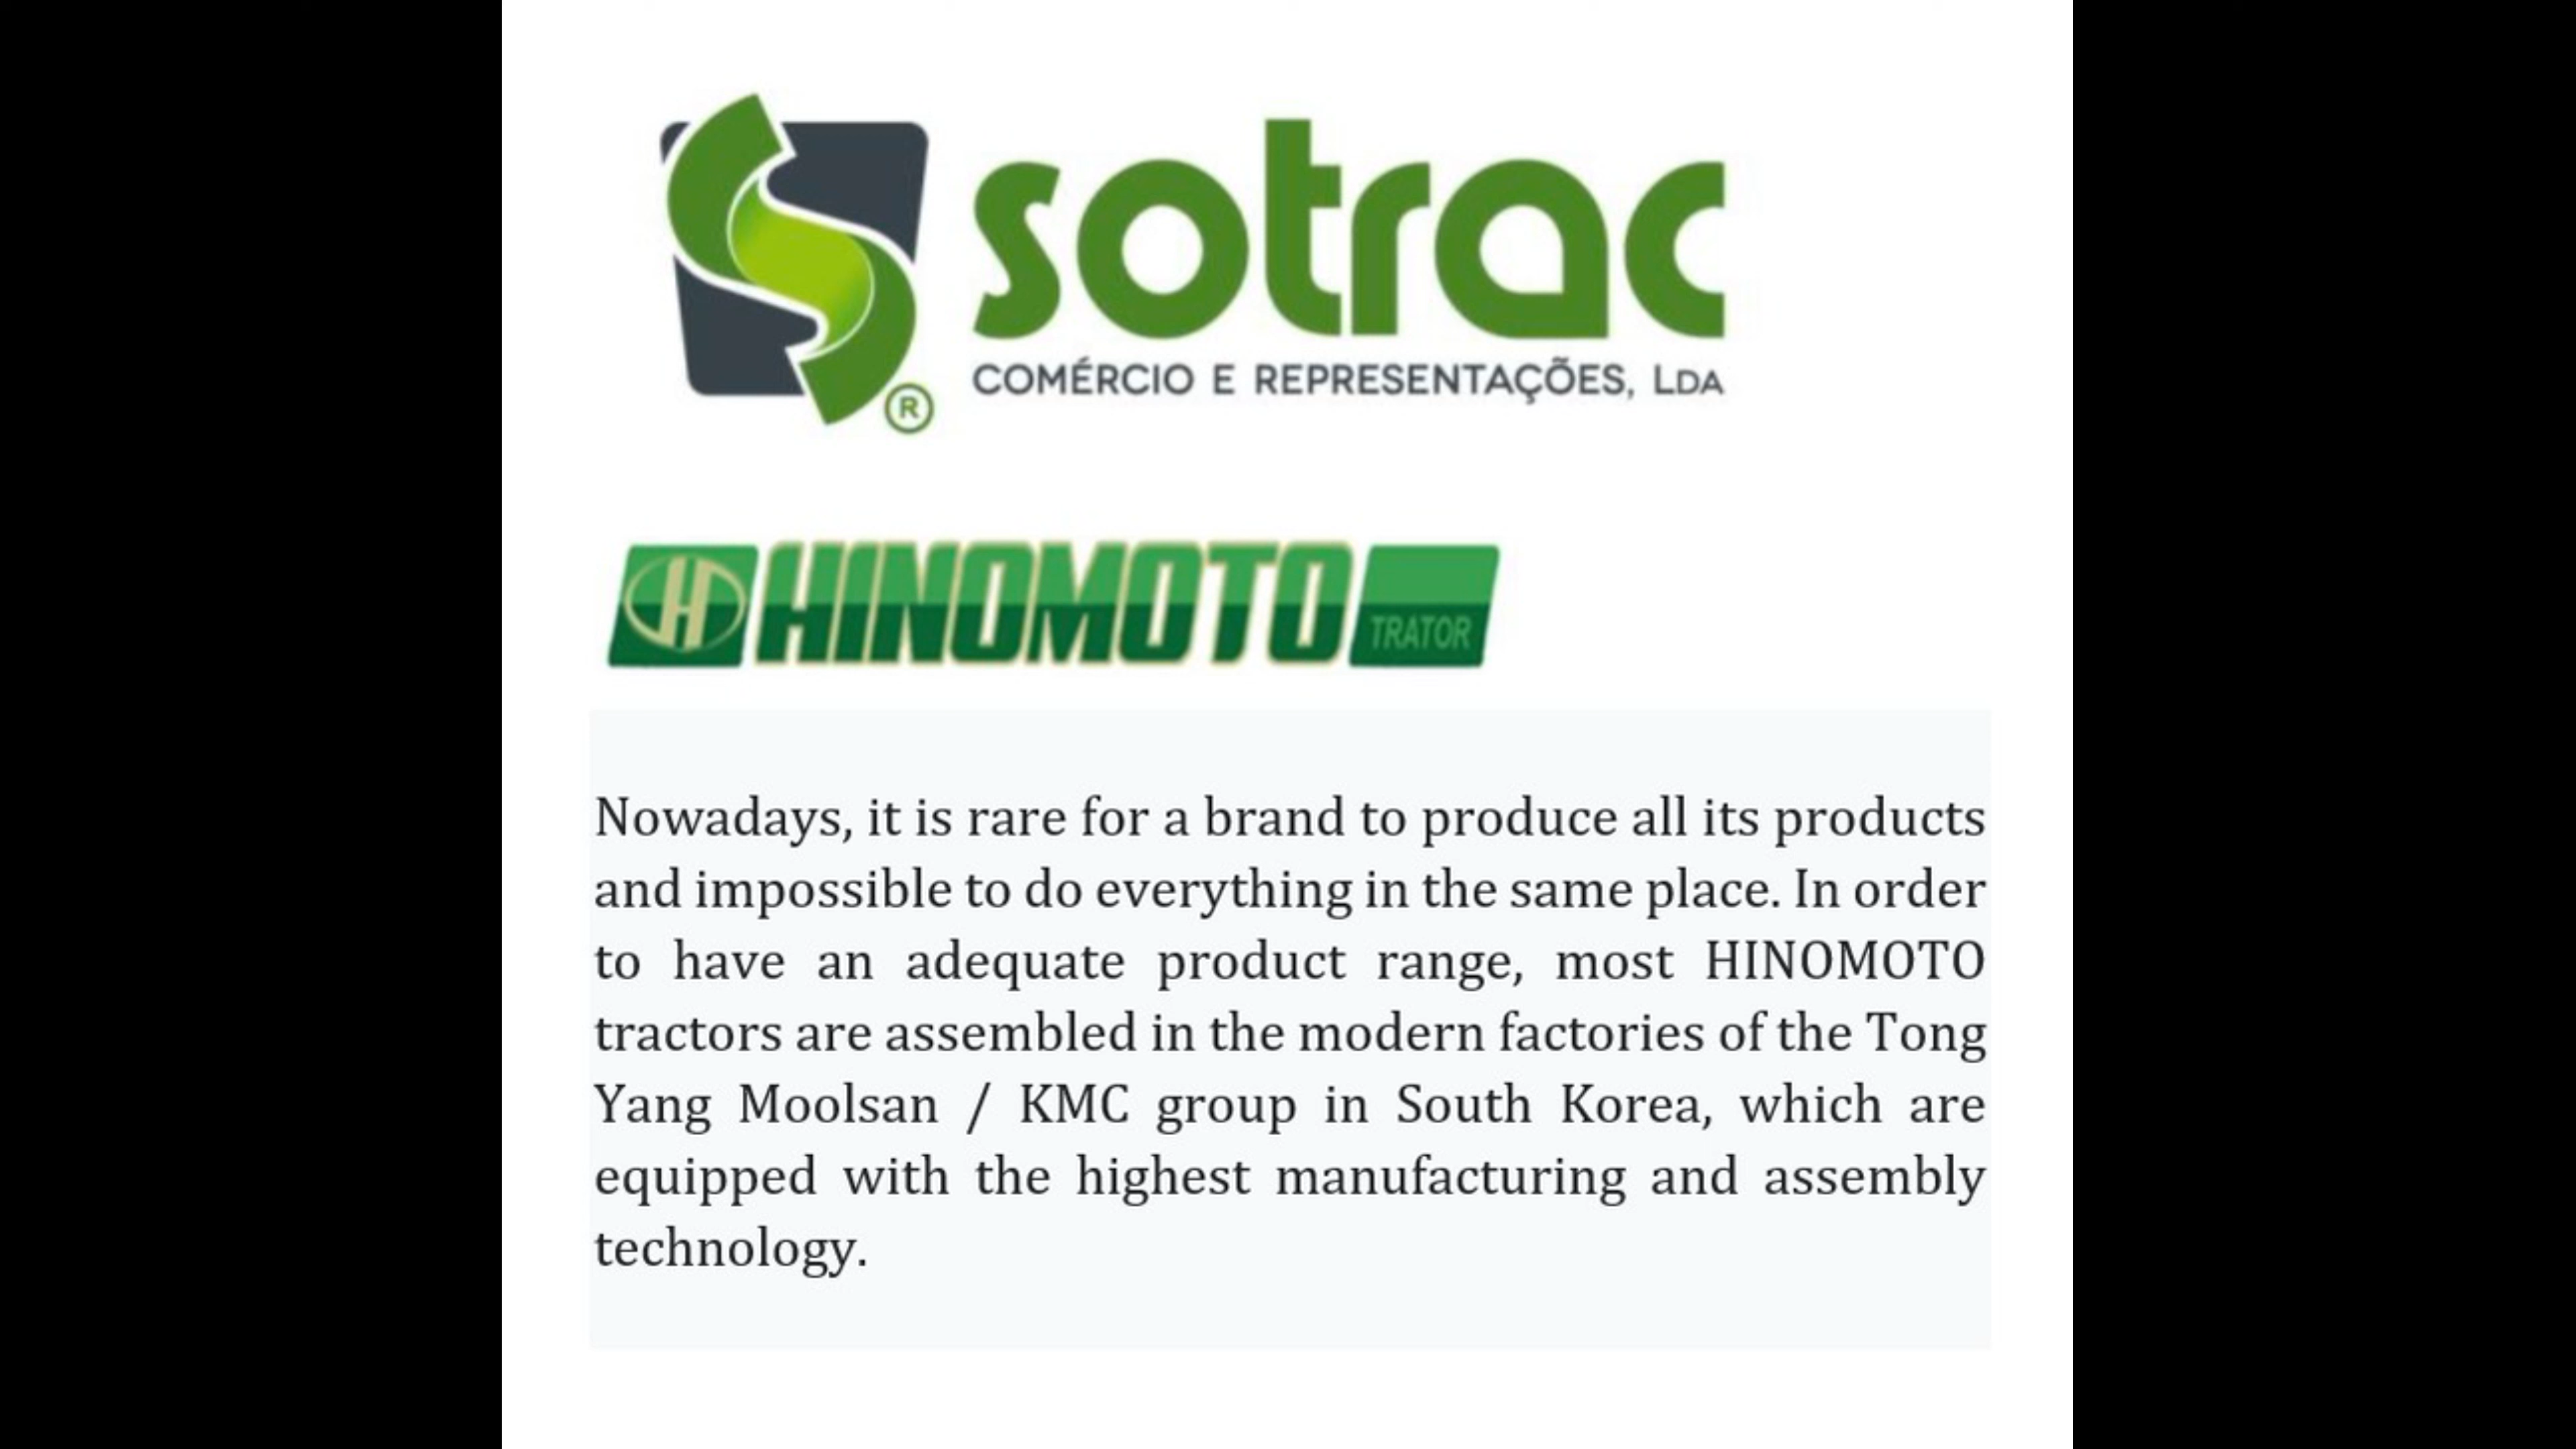 sotrac
COMÉRCIO E REPRESENTAÇÕES, LDA
®
H HINOMOTO TRATOR
Nowadays, it is rare for a brand to produce all its products
and impossible to do everything in the same place. In order
to have an adequate product range, most HINOMOTO
tractors are assembled in the modern factories of the Tong
Yang Moolsan / KMC group in South Korea, which are
equipped with the highest manufacturing and assembly
technology.